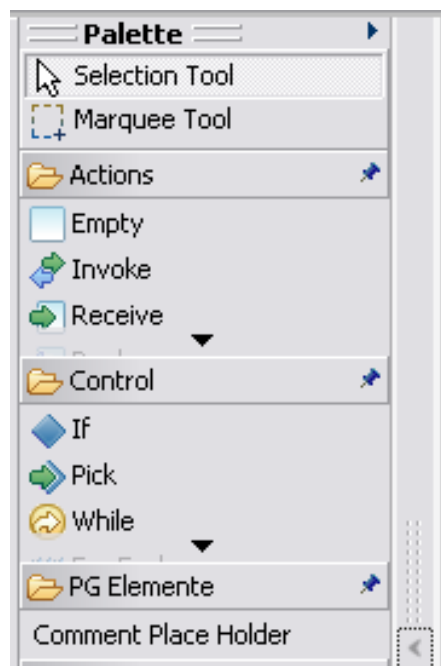 Palette
Selection Tool
Marquee Tool
Actions
Empty
Invoke
Receive
Control
If
Pick
While
PG Elemente
Comment Place Holder